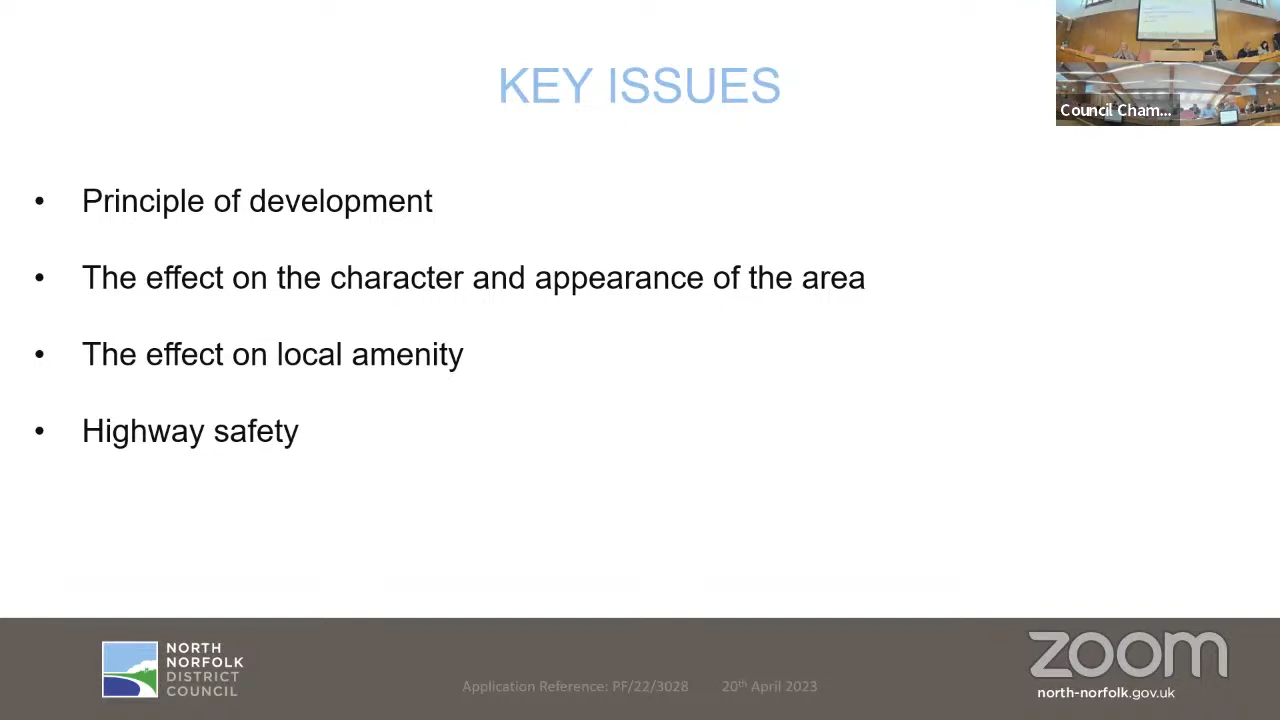 KEY ISSUES
Council Cham...
• Principle of development
• The effect on the character and appearance of the area
• The effect on local amenity
• Highway safety
NORTH
NORFOLK
DISTRICT
COUNCIL
Application Reference: PF/22/3028 20th April 2023
zoom
north-norfolk.gov.uk